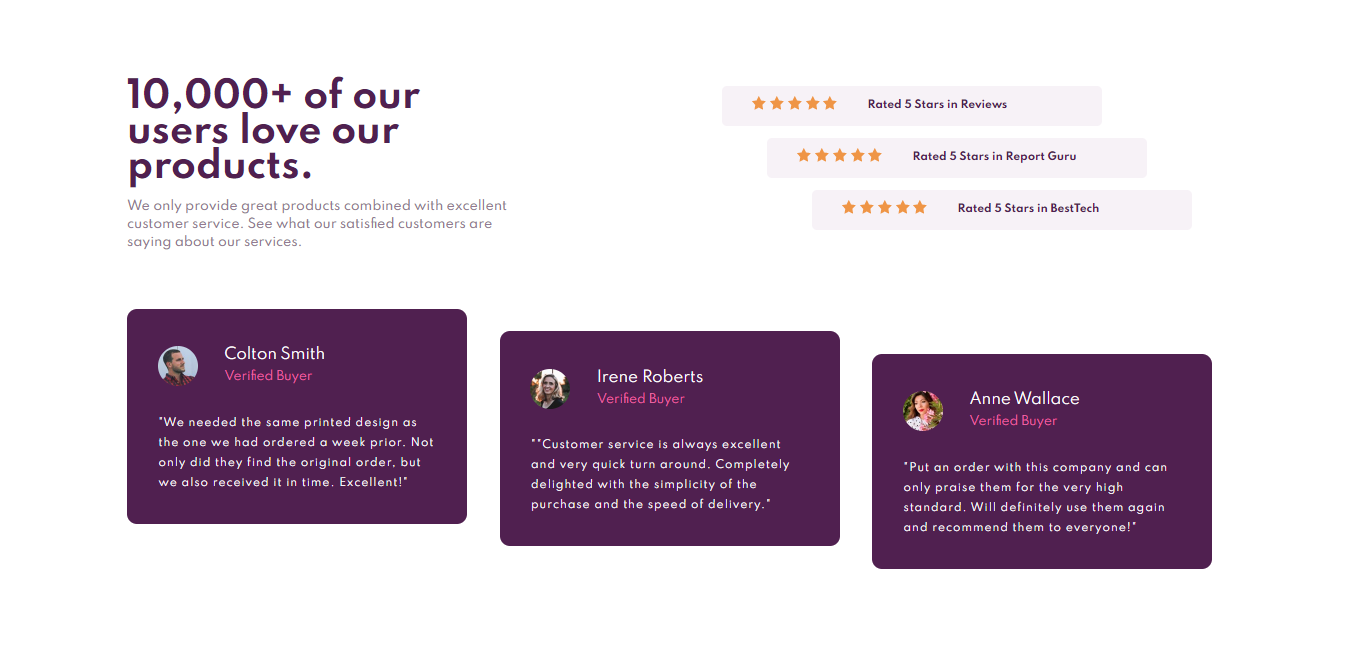 10,000+ of our
users love our
products.
We only provide great products combined with excellent
customer service. See what our satisfied customers are
saying about our services.
Rated 5 Stars in Reviews
Rated 5 Stars in Report Guru
Rated 5 Stars in BestTech
Colton Smith
Verified Buyer
"We needed the same printed design as
the one we had ordered a week prior. Not
only did they find the original order, but
we also received it in time. Excellent!"
Irene Roberts
Verified Buyer
""Customer service is always excellent
and very quick turn around. Completely
delighted with the simplicity of the
purchase and the speed of delivery."
Anne Wallace
Verified Buyer
"Put an order with this company and can
only praise them for the very high
standard. Will definitely use them again
and recommend them to everyone!"